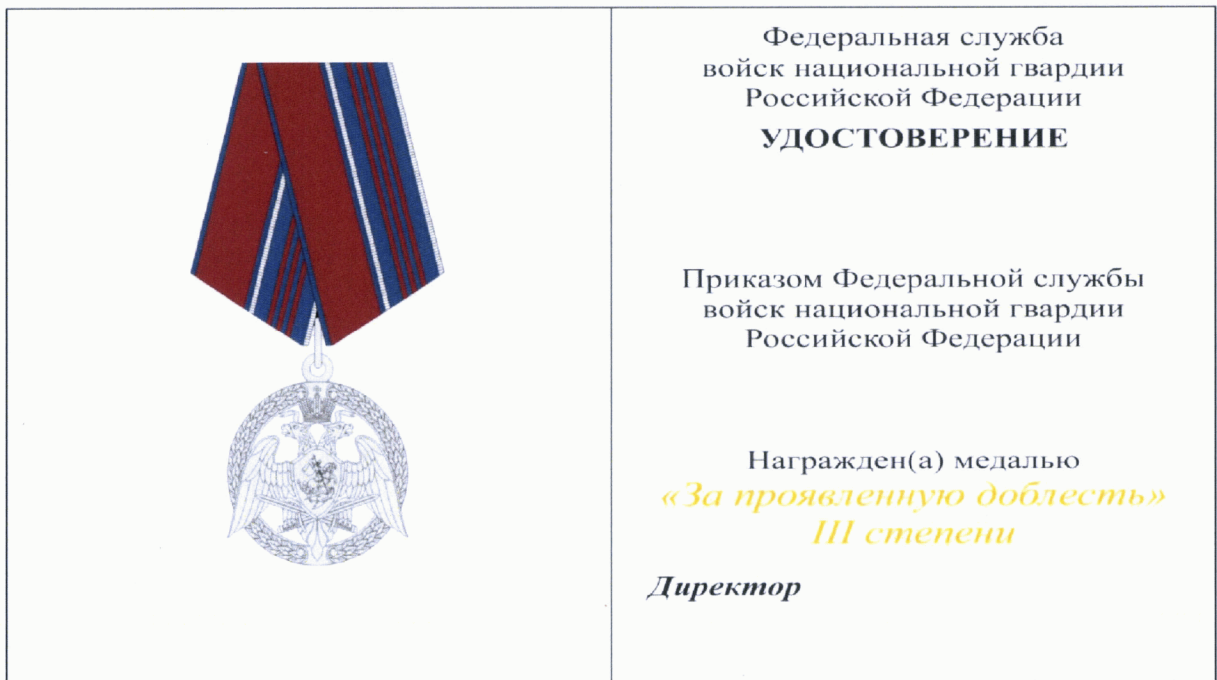 Федеральная служба
войск национальной гвардии
Российской Федерации
УДОСТОВЕРЕНИЕ
Приказом Федеральной службы
войск национальной гвардии
Российской Федерации
Награжден(а) медалью
«За проявленную доблесть»
III степени
Директор